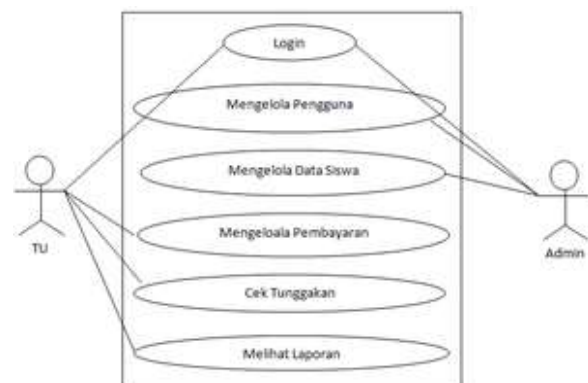 Login
Mengelola Pengguna
Mengelola Data Siswa
Mengeloala Pembayaran
Cek Tunggakan
Melihat Laporan
TU
Admin